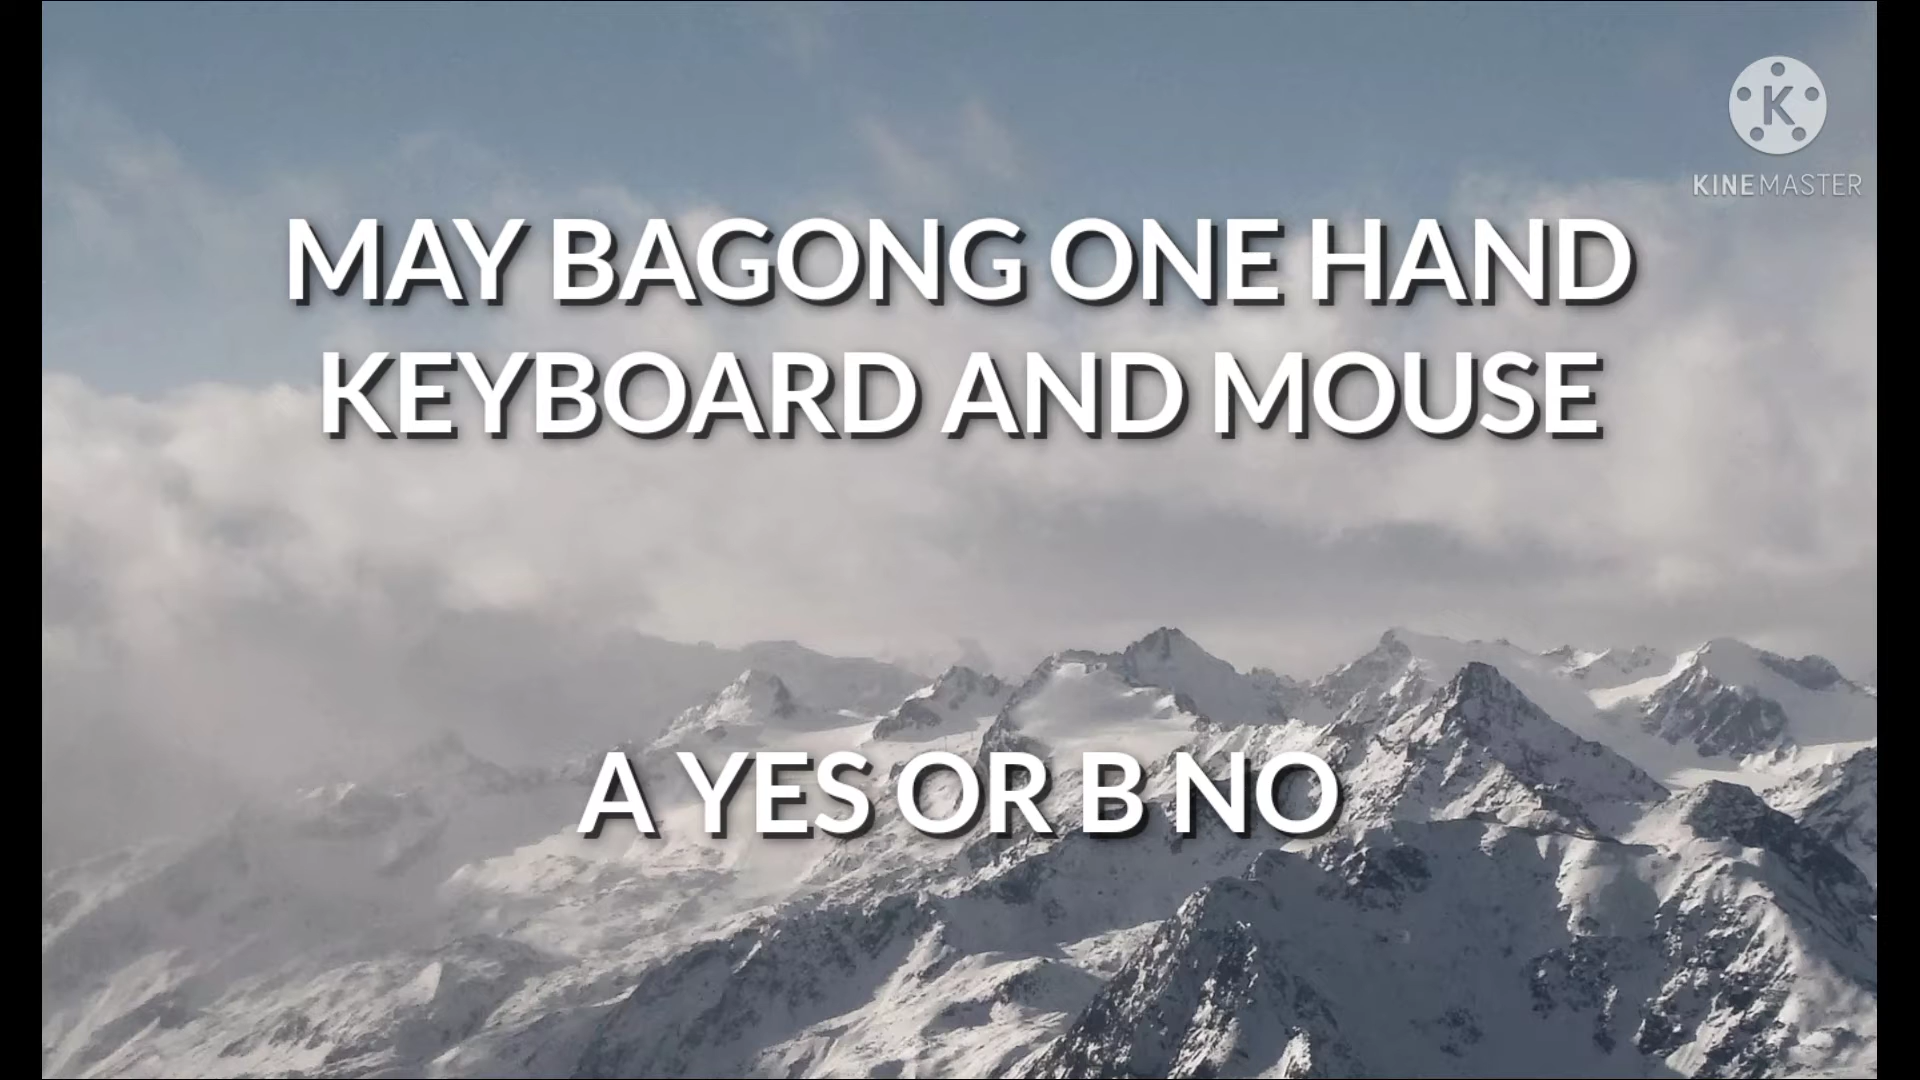 K
KINEMASTER
MAY BAGONG ONE HAND
KEYBOARD AND MOUSE
A YES OR B NO